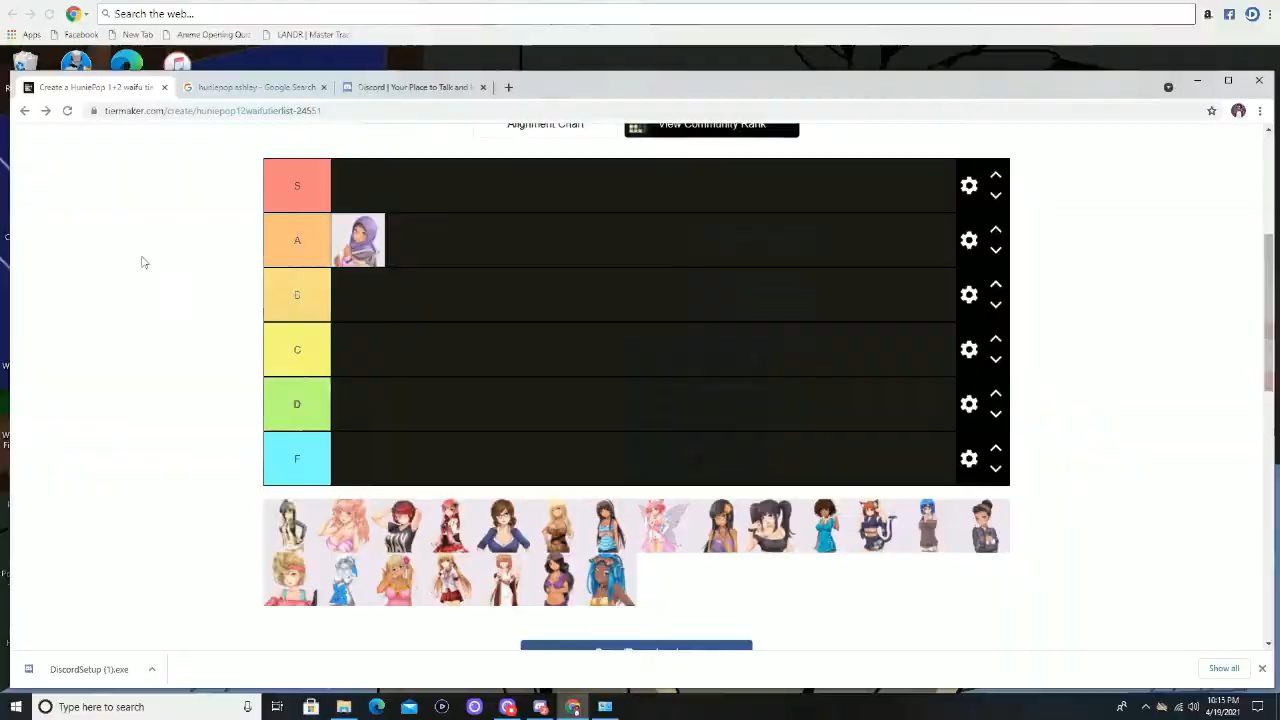 Search the web...
Apps Facebook New Tab Anime Opening Quiz LANDR | Master Trac
Create a HuniePop 1+2 waifu tie huniepop ashley - Google Search Discord | Your Place to Talk and
tiermaker.com/create/huniepop12waifutierlist-24551
Alignment Chart View Community Rank
S
A
B
C
D
F
DiscordSetup (1).exe Show all
Type here to search 10:15 PM
4/19/2021